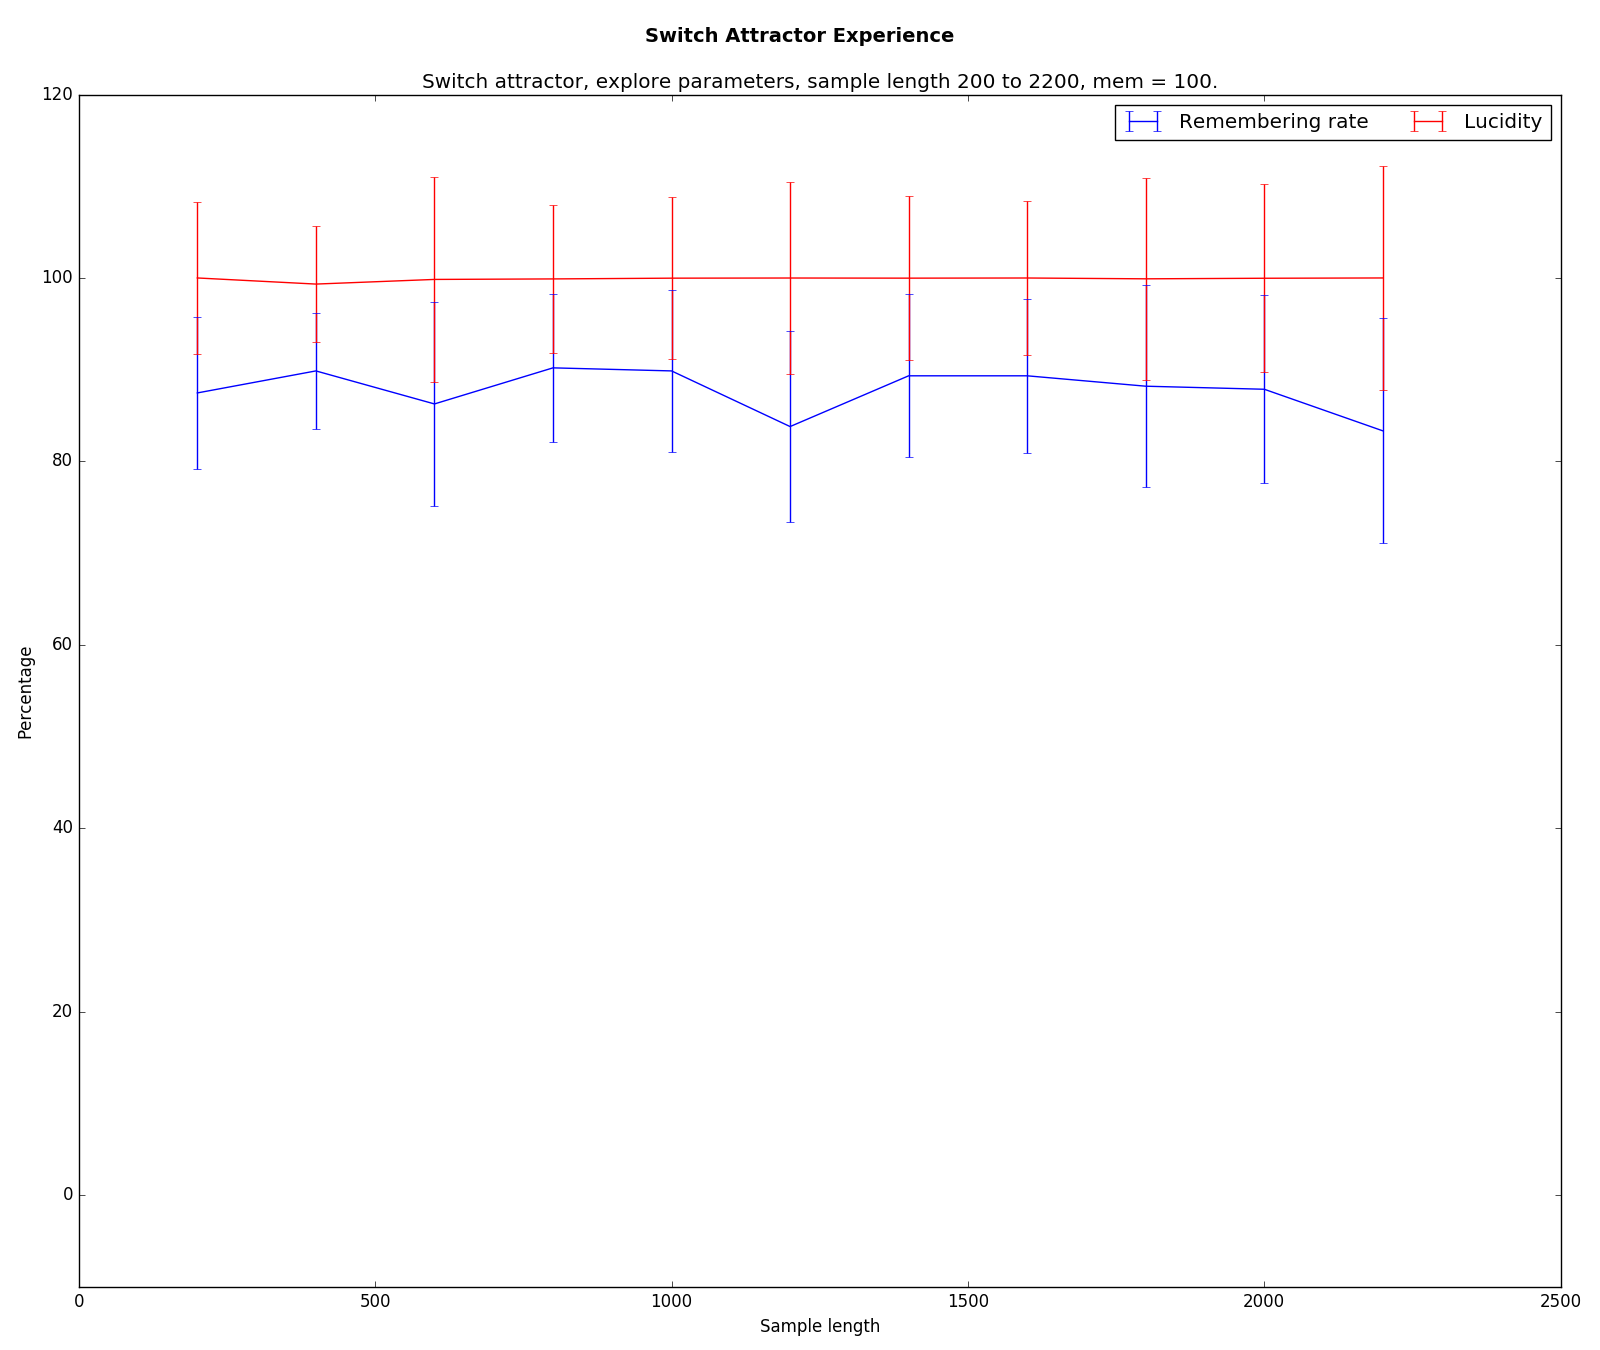 Switch Attractor Experience
Switch attractor, explore parameters, sample length 200 to 2200, mem = 100.
Remembering rate
Lucidity
120
100
80
60
40
20
0
Percentage
0
500
1000
1500
2000
2500
Sample length